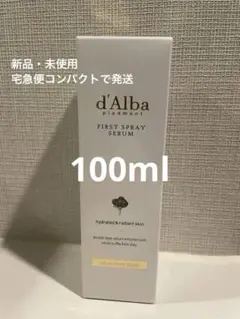 新品・未使用
宅急便コンパクトで発送
d'Alba
piedmont
FIRST SPRAY
SERUM
100ml
hydrated & radiant skin